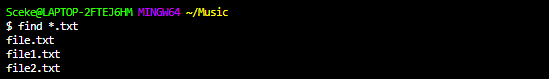 Sceke@LAPTOP-2FTEJ6HM MINGW64 ~/Music
$ find *.txt
file.txt
file1.txt
file2.txt